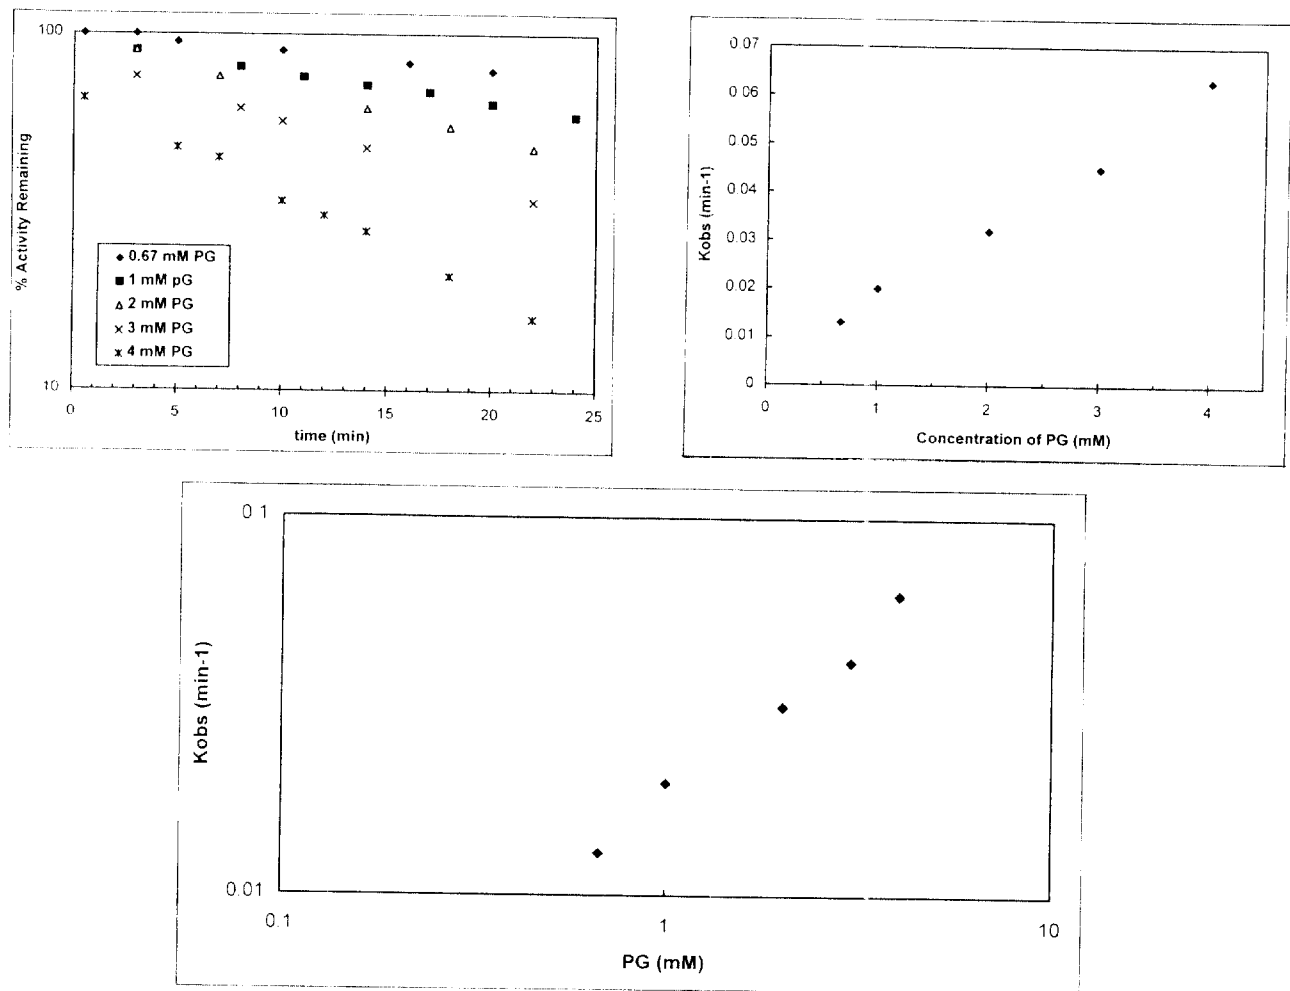 100
% Activity Remaining
0.67 mM PG
1 mM pG
2 mM PG
3 mM PG
4 mM PG
10
0 5 10 15 20 25
time (min)
0.07
0.06
0.05
0.04
0.03
0.02
0.01
0
Kobs (min-1)
0 1 2 3 4
Concentration of PG (mM)
0 1
Kobs (min-1)
0.01
0.1 1 10
PG (mM)